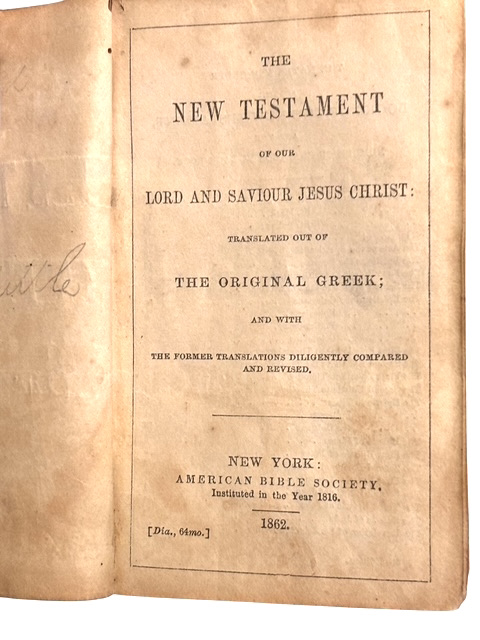 THE
NEW TESTAMENT
OF OUR
LORD AND SAVIOUR JESUS CHRIST:
TRANSLATED OUT OF
THE ORIGINAL GREEK;
AND WITH
THE FORMER TRANSLATIONS DILIGENTLY COMPARED
AND REVISED.
NEW YORK:
AMERICAN BIBLE SOCIETY,
Instituted in the Year 1816.
1862.
[Dia., 64mo.]